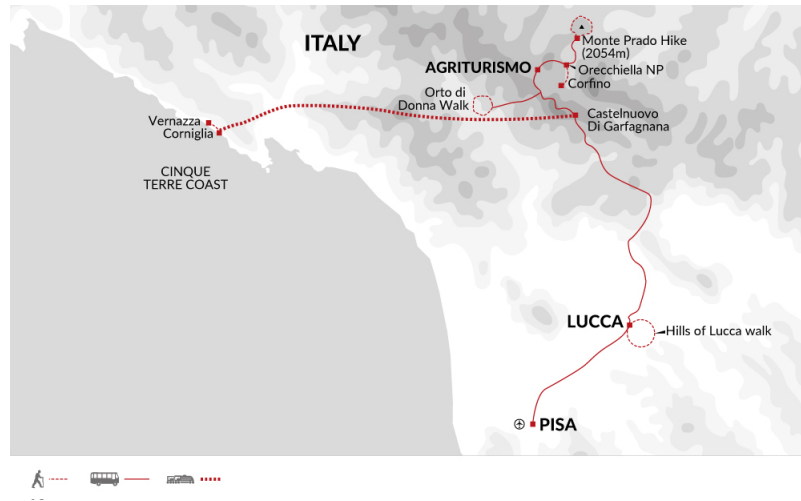 ITALY
Monte Prado Hike
(2054m)
AGRITURISMO
Orecchiella NP
Corfino
Orto di
Donna Walk
Castelnuovo
Di Garfagnana
Vernazza
Corniglia
CINQUE
TERRE COAST
LUCCA
Hills of Lucca walk
PISA